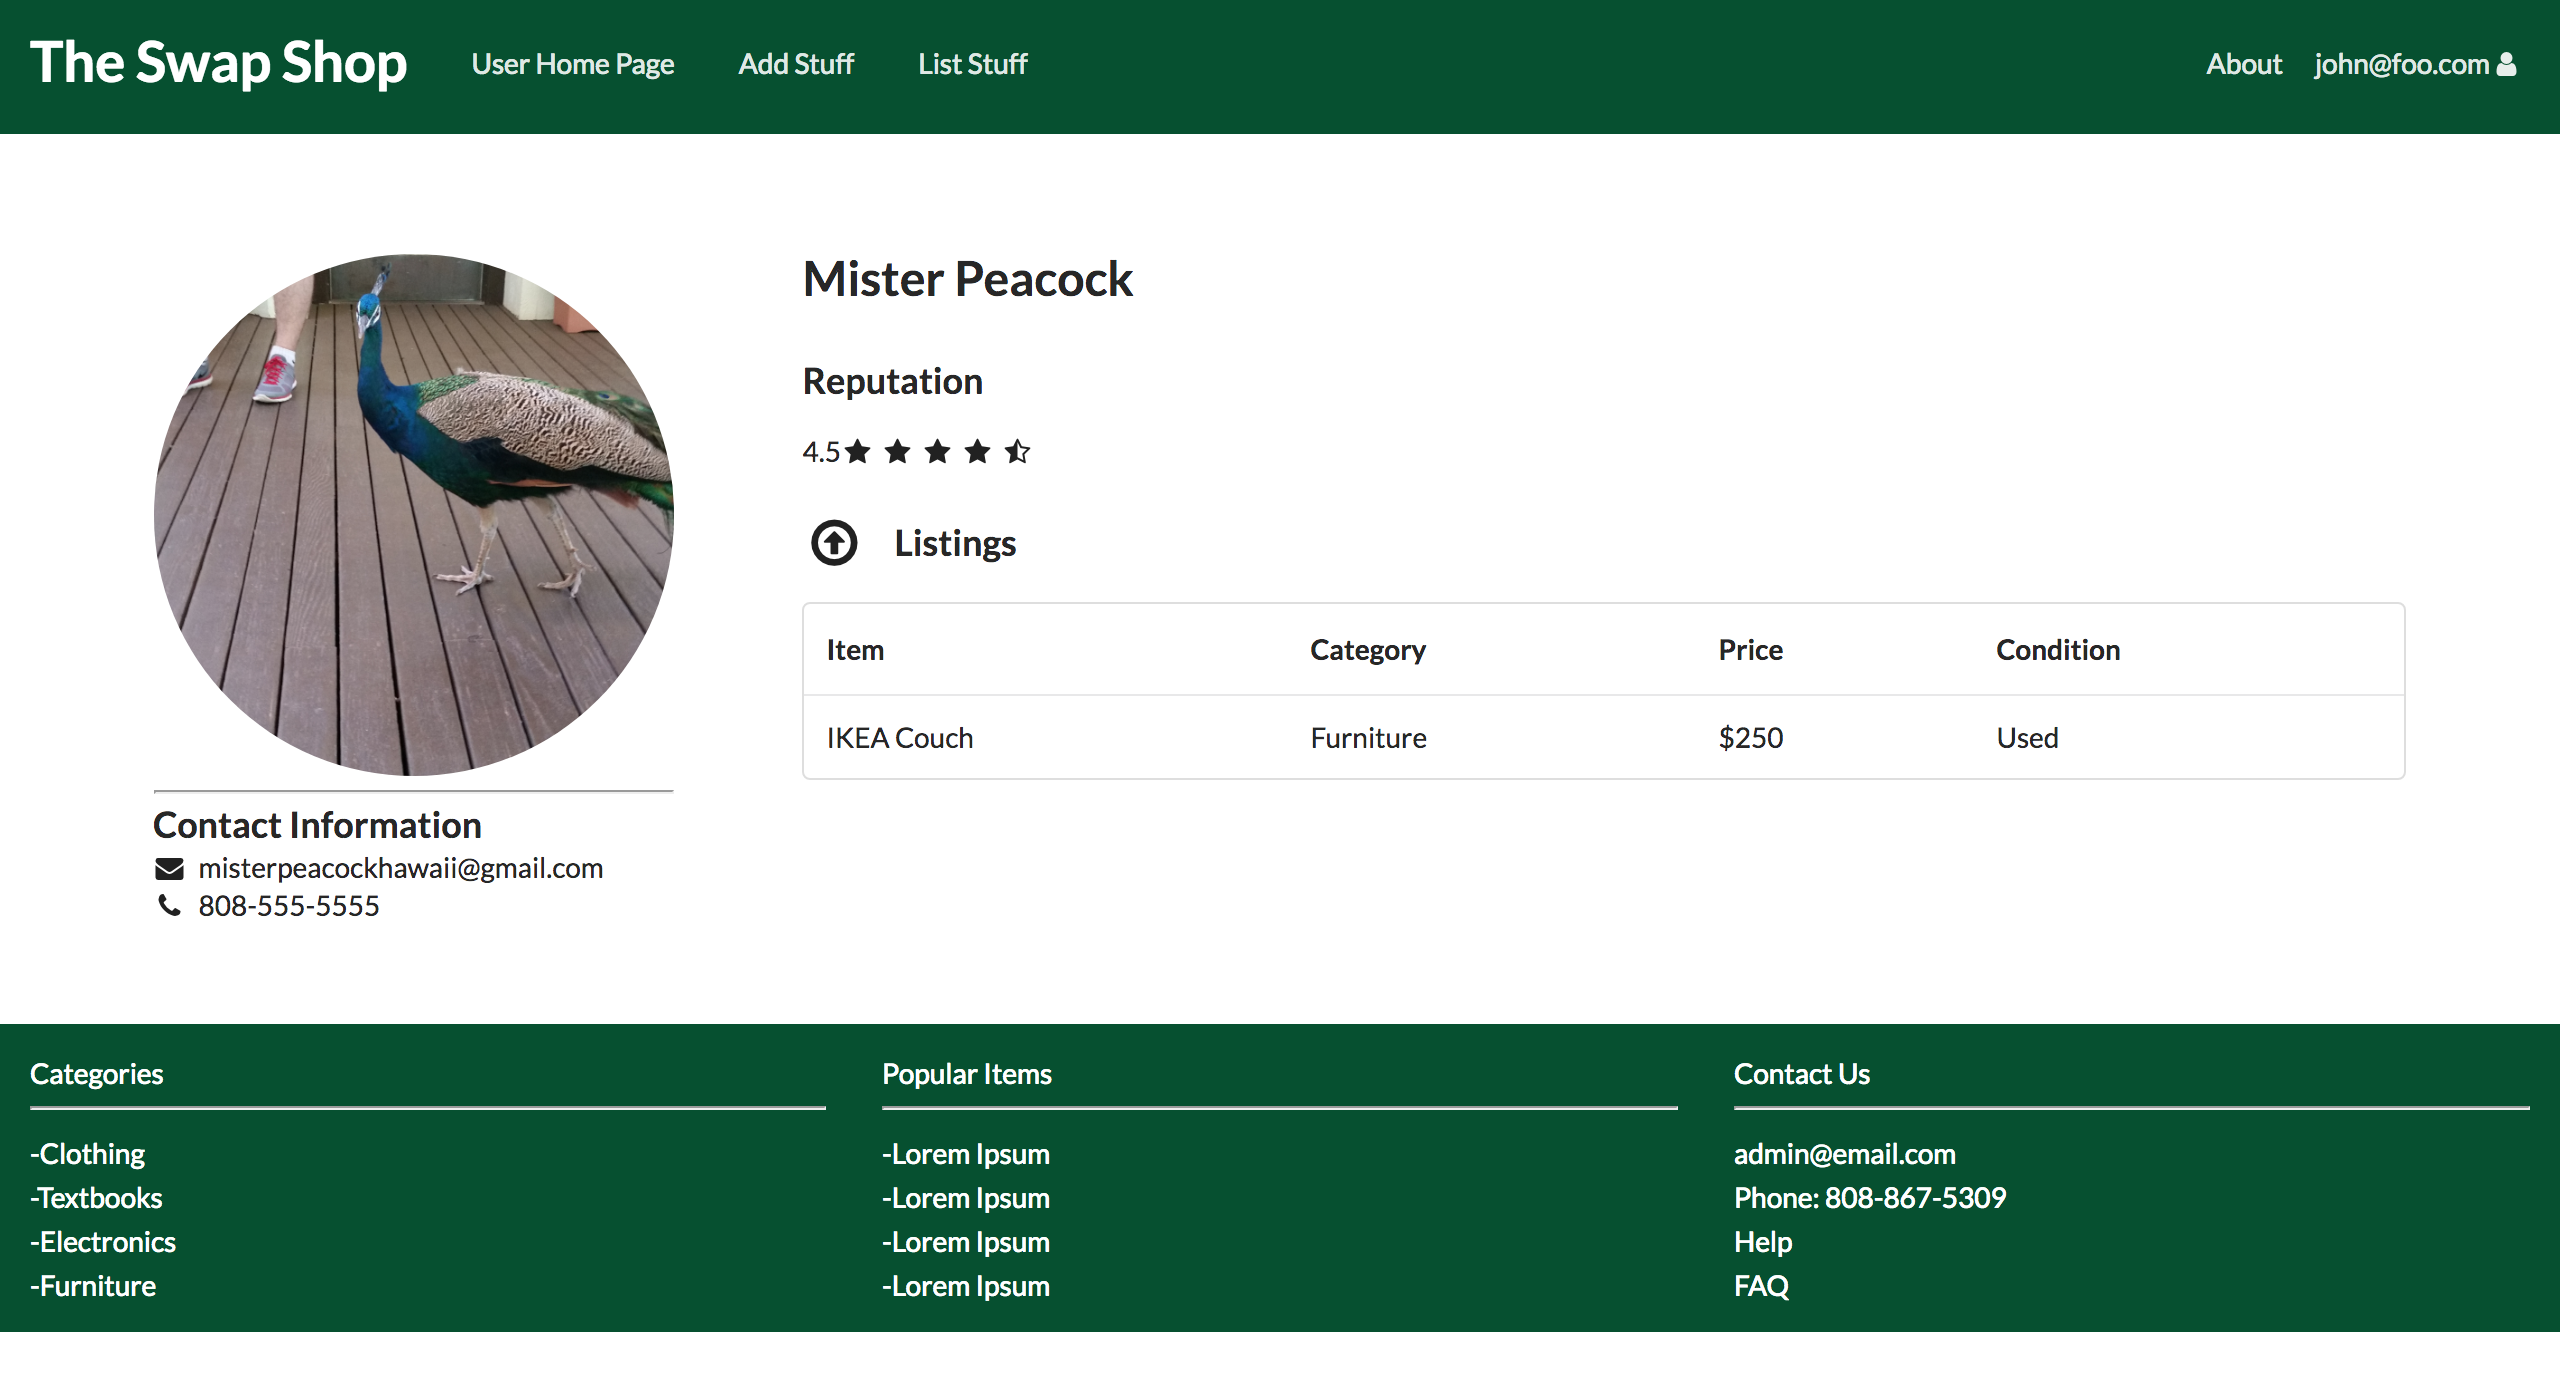 The Swap Shop User Home Page Add Stuff List Stuff About john@foo.com
Mister Peacock
Reputation
4.5
Listings
Item Category Price Condition
IKEA Couch Furniture $250 Used
Contact Information
misterpeacockhawaii@gmail.com
808-555-5555
Categories
-Clothing
-Textbooks
-Electronics
-Furniture
Popular Items
-Lorem Ipsum
-Lorem Ipsum
-Lorem Ipsum
-Lorem Ipsum
Contact Us
admin@email.com
Phone: 808-867-5309
Help
FAQ